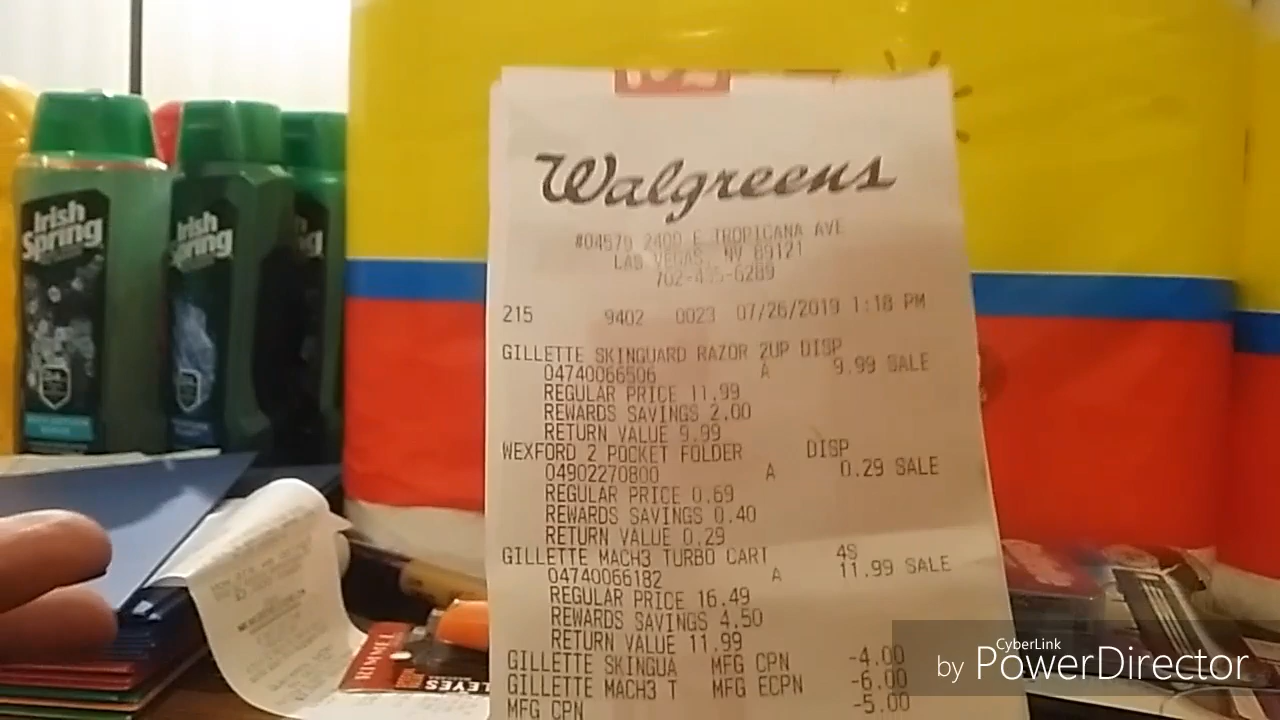 Irish
Spring
Irish
Spring
Walgreens
#04579 2400 E TROPICANA AVE
LAS VEGAS, NV 89121
215 9402 0023 07/26/2019 1:18 PM
GILLETTE SKINGUARD RAZOR 2UP DISP
04740066506 A 9.99 SALE
REGULAR PRICE 11.99
REWARDS SAVINGS 2.00
RETURN VALUE 9.99
WEXFORD 2 POCKET FOLDER DISP
04902270800 A 0.29 SALE
REGULAR PRICE 0.69
REWARDS SAVINGS 0.40
RETURN VALUE 0.29
GILLETTE MACH3 TURBO CART 4S
04740066182 A 11.99 SALE
REGULAR PRICE 16.49
REWARDS SAVINGS 4.50
RETURN VALUE 11.99
GILLETTE SKINGUA MFG CPN -4.00
GILLETTE MACH3 T MFG ECPN -6.00
MFG CPN -5.00
RIMMEL
CyberLink
by PowerDirector